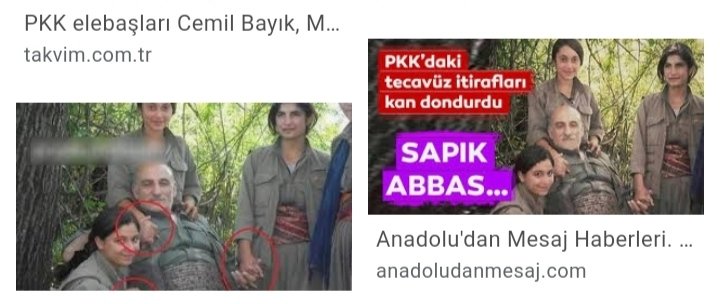 PKK elebaşları Cemil Bayık, M...
takvim.com.tr
PKK'daki
tecavüz itirafları
kan dondurdu
SAPIK
ABBAS...
Anadolu'dan Mesaj Haberleri. ...
anadoludanmesaj.com